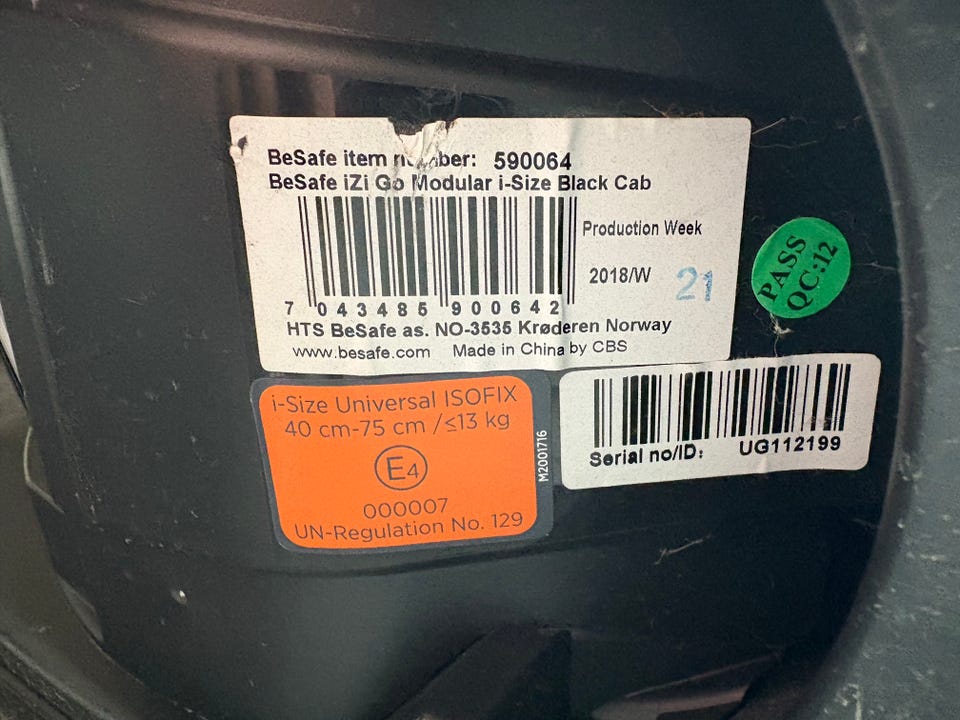 BeSafe item number: 590064
BeSafe iZi Go Modular i-Size Black Cab
Production Week
2018/W 21
7 043485 900642
HTS BeSafe as. NO-3535 Krøderen Norway
www.besafe.com Made in China by CBS
PASS
QC:12
i-Size Universal ISOFIX
40 cm-75 cm /≤13 kg
E4
000007
UN-Regulation No. 129
M2001716
Serial no/ID: UG112199